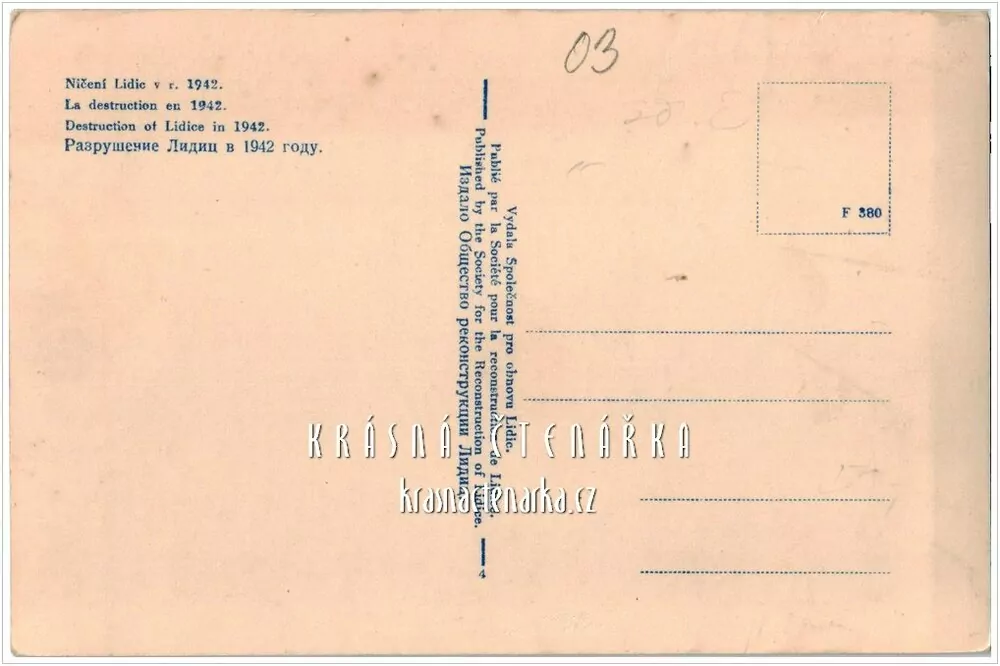 03
Ničení Lidic v r. 1942.
La destruction en 1942.
Destruction of Lidice in 1942.
Разрушение Лидиц в 1942 году.
F 380
Vydala Společnost pro obnovu Lidic.
Publié par la Société pour la reconstruction de Lidice.
Published by the Society for the Reconstruction of Lidice.
Издало Общество реконструкции Лидиц.
4
KRÁSNÁ ČTENÁŘKA
krasnactenarka.cz